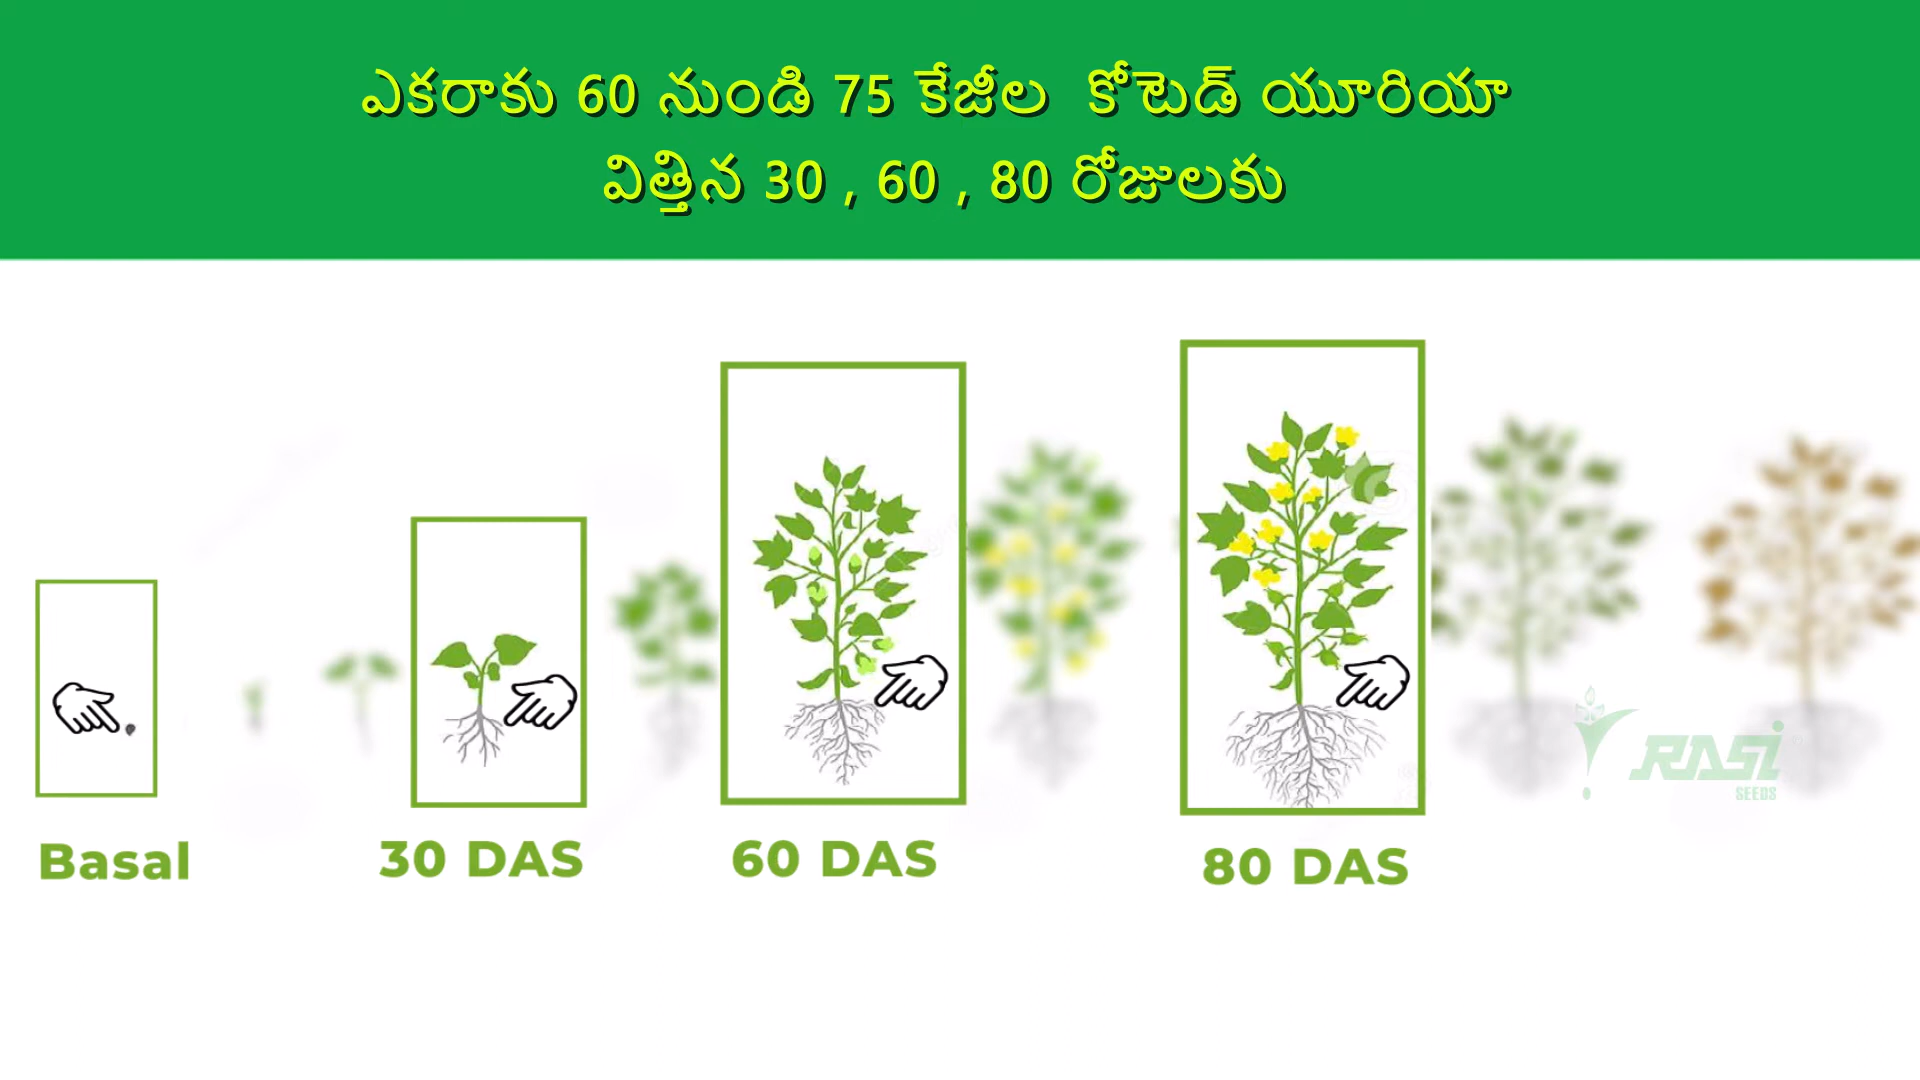 ఎకరాకు 60 నుండి 75 కేజీల కోటెడ్ యూరియా
విత్తిన 30 , 60 , 80 రోజులకు
RASI
SEEDS
Basal
30 DAS
60 DAS
80 DAS